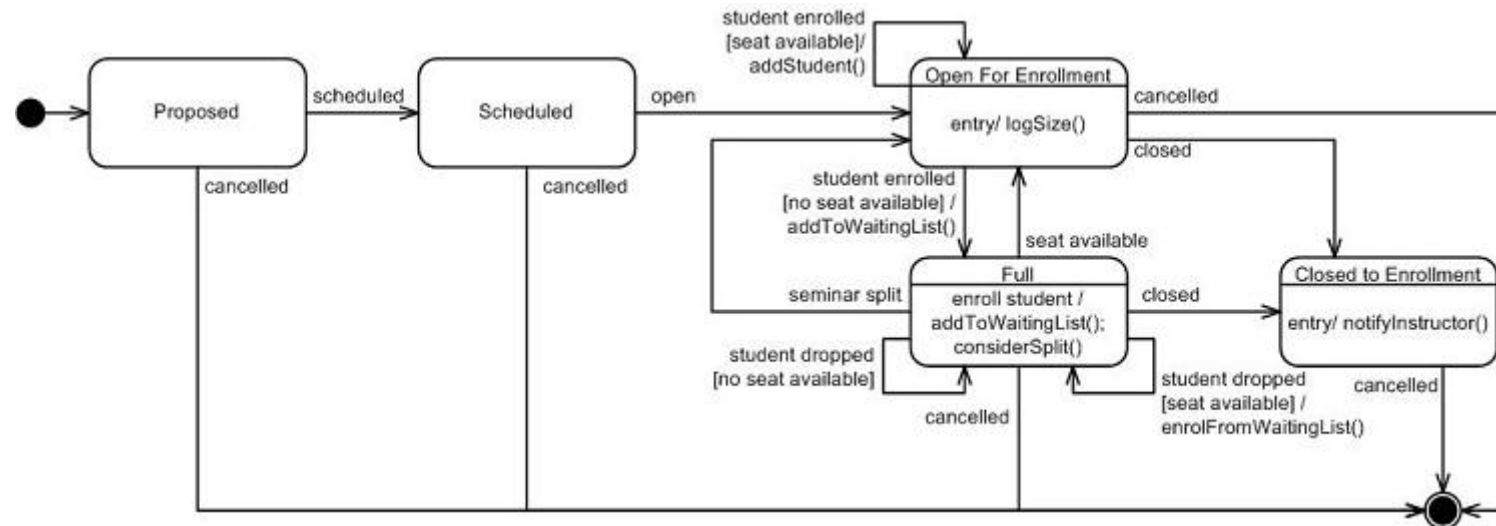 student enrolled
[seat available]/
addStudent()
Open For Enrollment
entry/ logSize()
Proposed
scheduled
Scheduled
open
cancelled
closed
cancelled
cancelled
student enrolled
[no seat available] /
addToWaitingList()
seat available
Full
enroll student /
addToWaitingList();
considerSplit()
seminar split
closed
Closed to Enrollment
entry/ notifyInstructor()
student dropped
[no seat available]
cancelled
student dropped
[seat available] /
enrolFromWaitingList()
cancelled